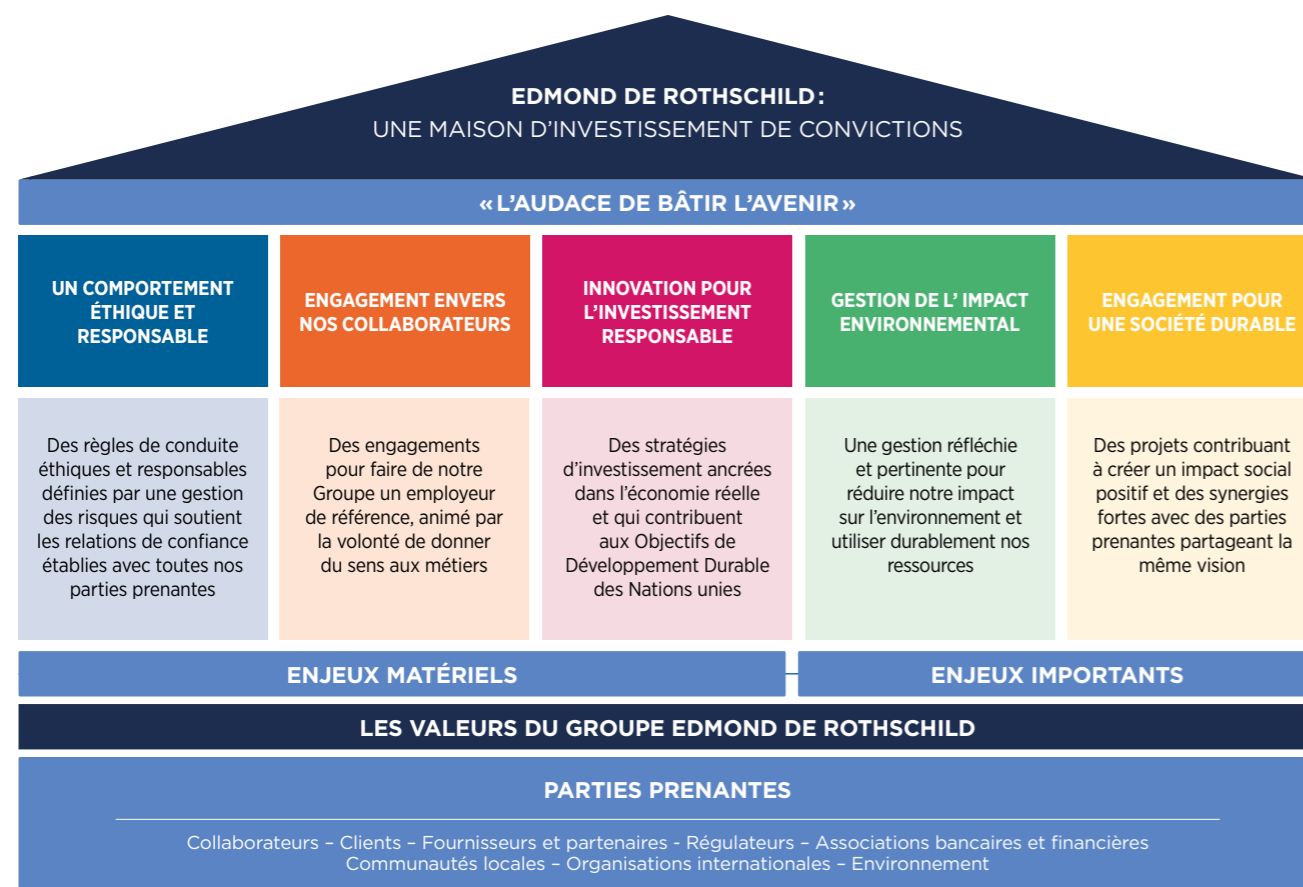 EDMOND DE ROTHSCHILD :
UNE MAISON D'INVESTISSEMENT DE CONVICTIONS
« L'AUDACE DE BÂTIR L'AVENIR »
UN COMPORTEMENT
ÉTHIQUE ET
RESPONSABLE
ENGAGEMENT ENVERS
NOS COLLABORATEURS
INNOVATION POUR
L'INVESTISSEMENT
RESPONSABLE
GESTION DE L' IMPACT
ENVIRONNEMENTAL
ENGAGEMENT POUR
UNE SOCIÉTÉ DURABLE
Des règles de conduite
éthiques et responsables
définies par une gestion
des risques qui soutient
les relations de confiance
établies avec toutes nos
parties prenantes
Des engagements
pour faire de notre
Groupe un employeur
de référence, animé par
la volonté de donner
du sens aux métiers
Des stratégies
d'investissement ancrées
dans l'économie réelle
et qui contribuent
aux Objectifs de
Développement Durable
des Nations unies
Une gestion réfléchie
et pertinente pour
réduire notre impact
sur l'environnement et
utiliser durablement nos
ressources
Des projets contribuant
à créer un impact social
positif et des synergies
fortes avec des parties
prenantes partageant la
même vision
ENJEUX MATÉRIELS
ENJEUX IMPORTANTS
LES VALEURS DU GROUPE EDMOND DE ROTHSCHILD
PARTIES PRENANTES
Collaborateurs – Clients – Fournisseurs et partenaires - Régulateurs – Associations bancaires et financières
Communautés locales – Organisations internationales – Environnement